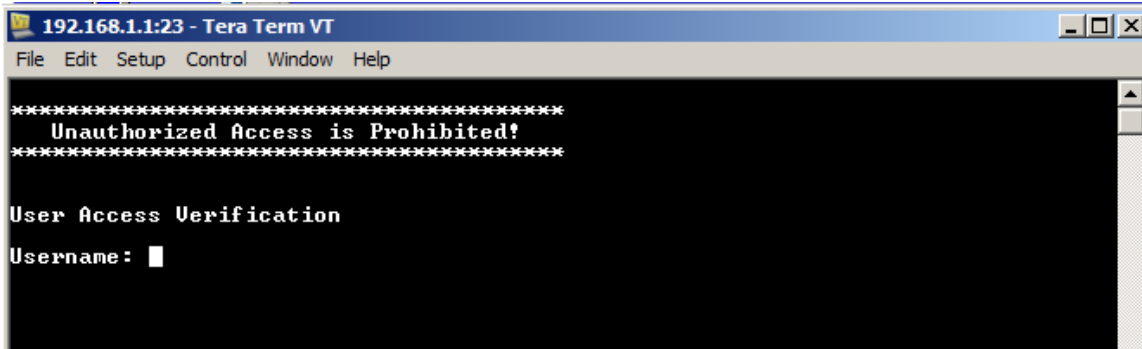 192.168.1.1:23 - Tera Term VT
File Edit Setup Control Window Help
****************************************
Unauthorized Access is Prohibited!
****************************************
User Access Verification
Username: